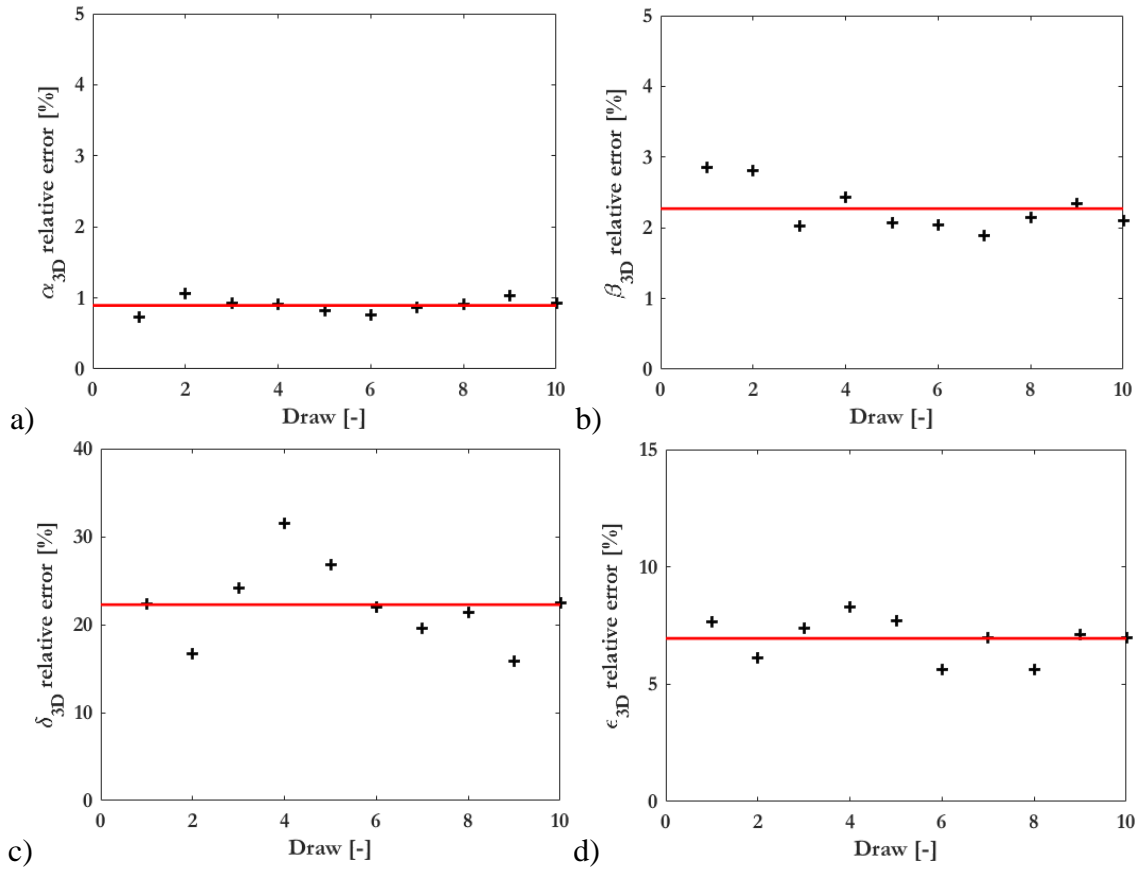 5
4
3
2
1
0
α3D relative error [%]
0 2 4 6 8 10
Draw [-]
a)
5
4
3
2
1
0
β3D relative error [%]
0 2 4 6 8 10
Draw [-]
b)
40
30
20
10
0
δ3D relative error [%]
0 2 4 6 8 10
Draw [-]
c)
15
10
5
0
ϵ3D relative error [%]
0 2 4 6 8 10
Draw [-]
d)